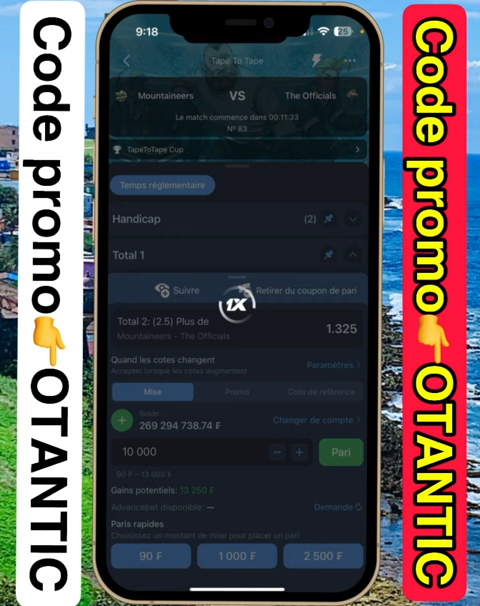 Code promo👉OTANTIC
9:18
25
Tape To Tape
Mountaineers
VS
The Officials
Le match commence dans 00:11:33
Nº 63
TapeToTape Cup
Temps réglementaire
Handicap
(2)
Total 1
Suivre
Retirer du coupon de pari
1X
Total 2: (2.5) Plus de
Mountaineers - The Officials
1.325
Quand les cotes changent
Accepter lorsque les cotes augmentent
Paramètres
Mise
Promo
Cote de référence
Solde:
269 294 738.74 ₣
Changer de compte
10 000
Pari
90 ₣ – 13 000 ₣
Gains potentiels: 13 250 ₣
Advancebet disponible: —
Demande
Paris rapides
Choisissez un montant de mise pour placer un pari
90 ₣
1 000 ₣
2 500 ₣
Code promo👉OTANTIC